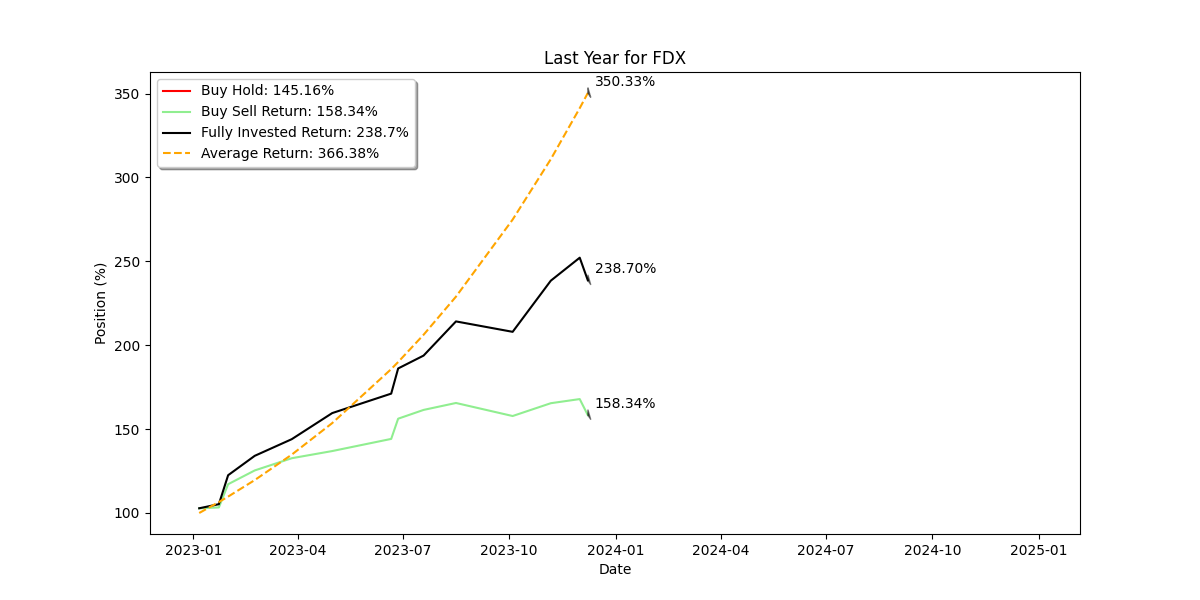 Last Year for FDX
Buy Hold: 145.16%
Buy Sell Return: 158.34%
Fully Invested Return: 238.7%
Average Return: 366.38%
350.33%
238.70%
158.34%
Position (%)
350
300
250
200
150
100
2023-01 2023-04 2023-07 2023-10 2024-01 2024-04 2024-07 2024-10 2025-01
Date